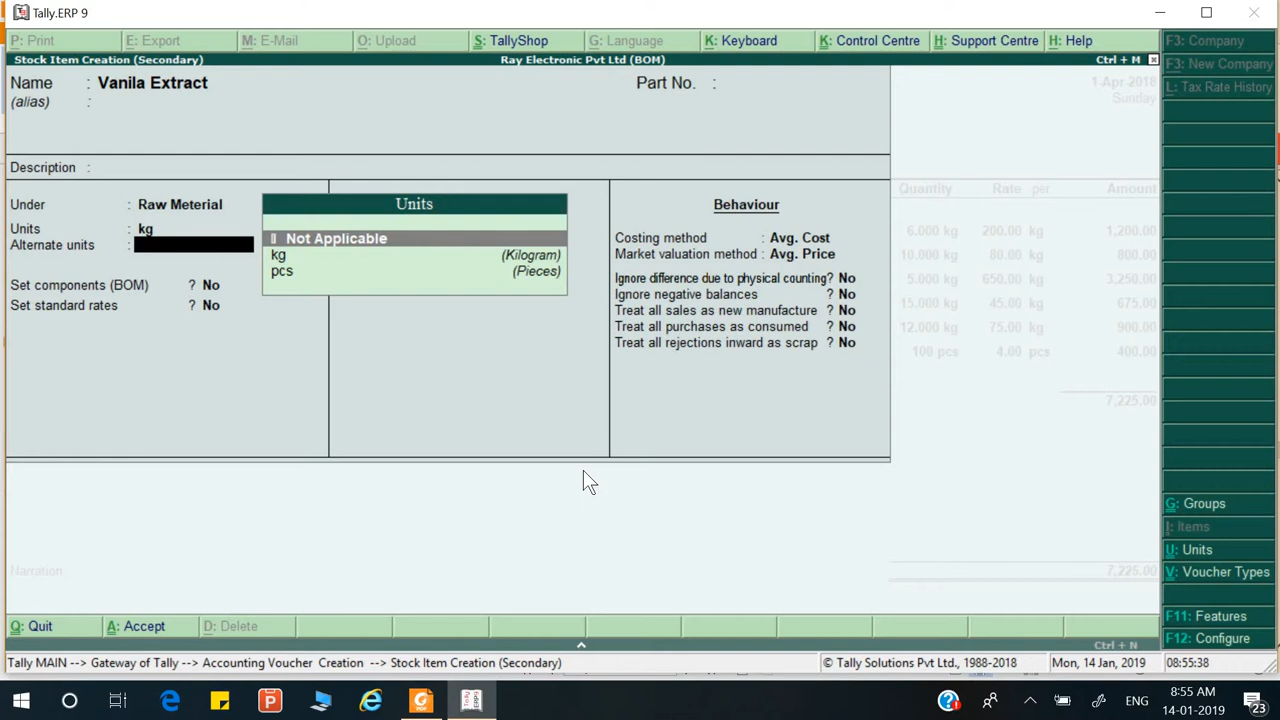 Tally.ERP 9
P: Print E: Export M: E-Mail O: Upload S: TallyShop G: Language K: Keyboard K: Control Centre H: Support Centre H: Help F3: Company
Stock Item Creation (Secondary) Ray Electronic Pvt Ltd (BOM) Ctrl + M F3: New Company
Name : Vanila Extract Part No. : 1 Apr 2018 L: Tax Rate History
(alias) : Sunday
Description :
Under : Raw Meterial Units Behaviour Quantity Rate per Amount
Units : kg 6.000 kg 200.00 kg 1,200.00
Alternate units : Not Applicable Costing method : Avg. Cost
kg (Kilogram) Market valuation method : Avg. Price 10.000 kg 80.00 kg 800.00
pcs (Pieces) Ignore difference due to physical counting ? No 5.000 kg 650.00 kg 3,250.00
Set components (BOM) ? No Ignore negative balances ? No
Set standard rates ? No Treat all sales as new manufacture ? No 15.000 kg 45.00 kg 675.00
Treat all purchases as consumed ? No 12.000 kg 75.00 kg 900.00
Treat all rejections inward as scrap ? No 100 pcs 4.00 pcs 400.00
7,225.00
G: Groups
I: Items
U: Units
Narration: 7,225.00 V: Voucher Types
F11: Features
Q: Quit A: Accept D: Delete
Ctrl + N F12: Configure
Tally MAIN --> Gateway of Tally --> Accounting Voucher Creation --> Stock Item Creation (Secondary) © Tally Solutions Pvt Ltd., 1988-2018 Mon, 14 Jan, 2019 08:55:38
ENG 8:55 AM
14-01-2019 23